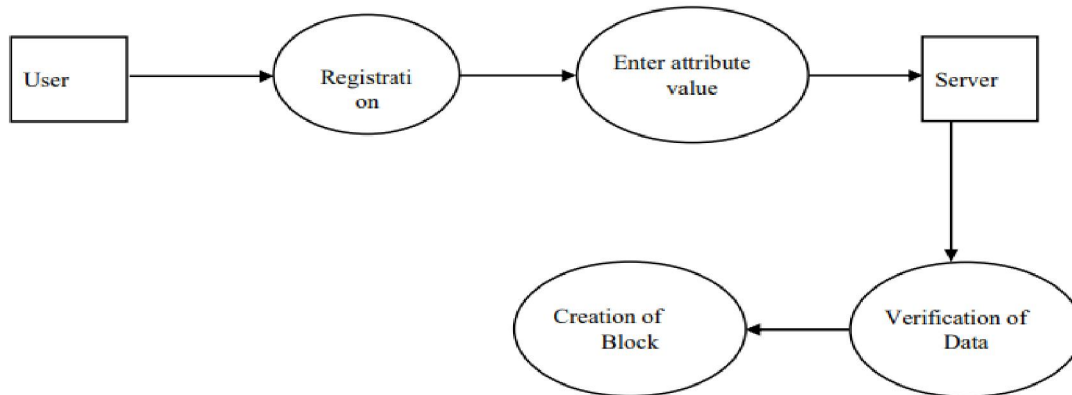 User
Registrati
on
Enter attribute
value
Server
Creation of
Block
Verification of
Data